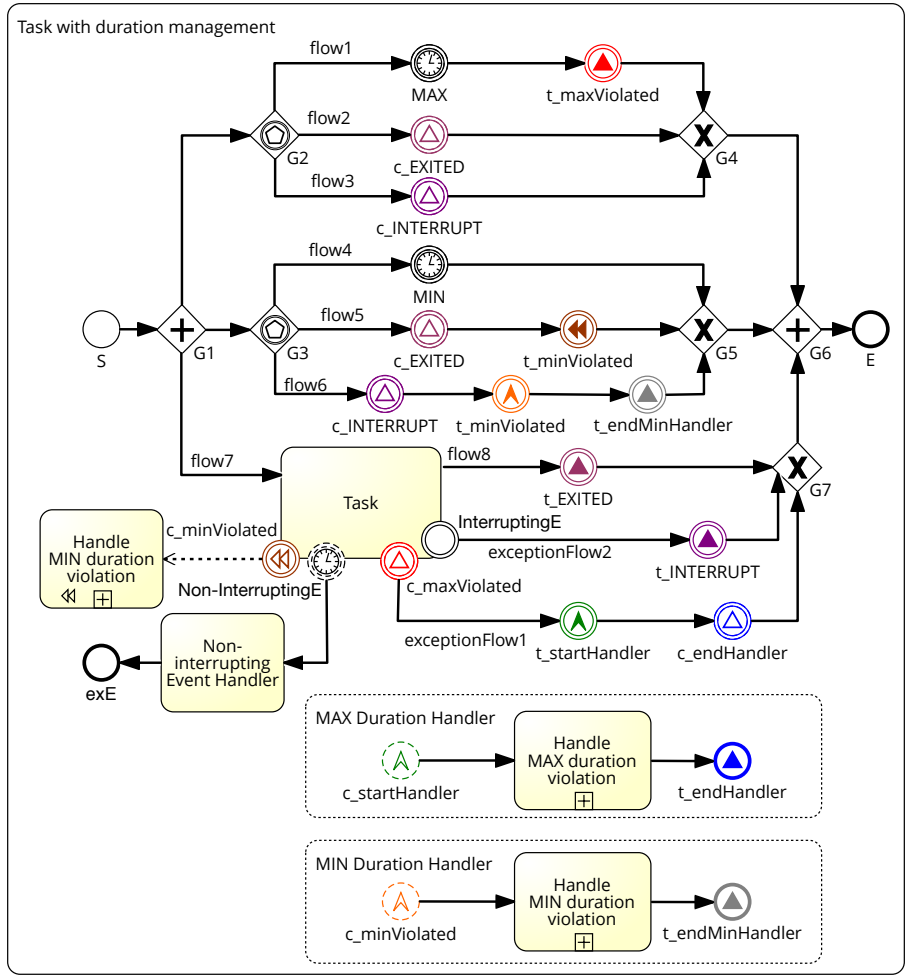 Task with duration management
flow1
MAX
t_maxViolated
flow2
G2
c_EXITED
G4
flow3
c_INTERRUPT
flow4
MIN
flow5
S
G1
G3
c_EXITED
t_minViolated
G5
G6
E
flow6
c_INTERRUPT
t_minViolated
t_endMinHandler
flow7
flow8
Task
t_EXITED
G7
c_minViolated
InterruptingE
exceptionFlow2
t_INTERRUPT
Handle
MIN duration
violation
Non-InterruptingE
c_maxViolated
exceptionFlow1
t_startHandler
c_endHandler
Non-
interrupting
Event Handler
exE
MAX Duration Handler
c_startHandler
Handle
MAX duration
violation
t_endHandler
MIN Duration Handler
c_minViolated
Handle
MIN duration
violation
t_endMinHandler